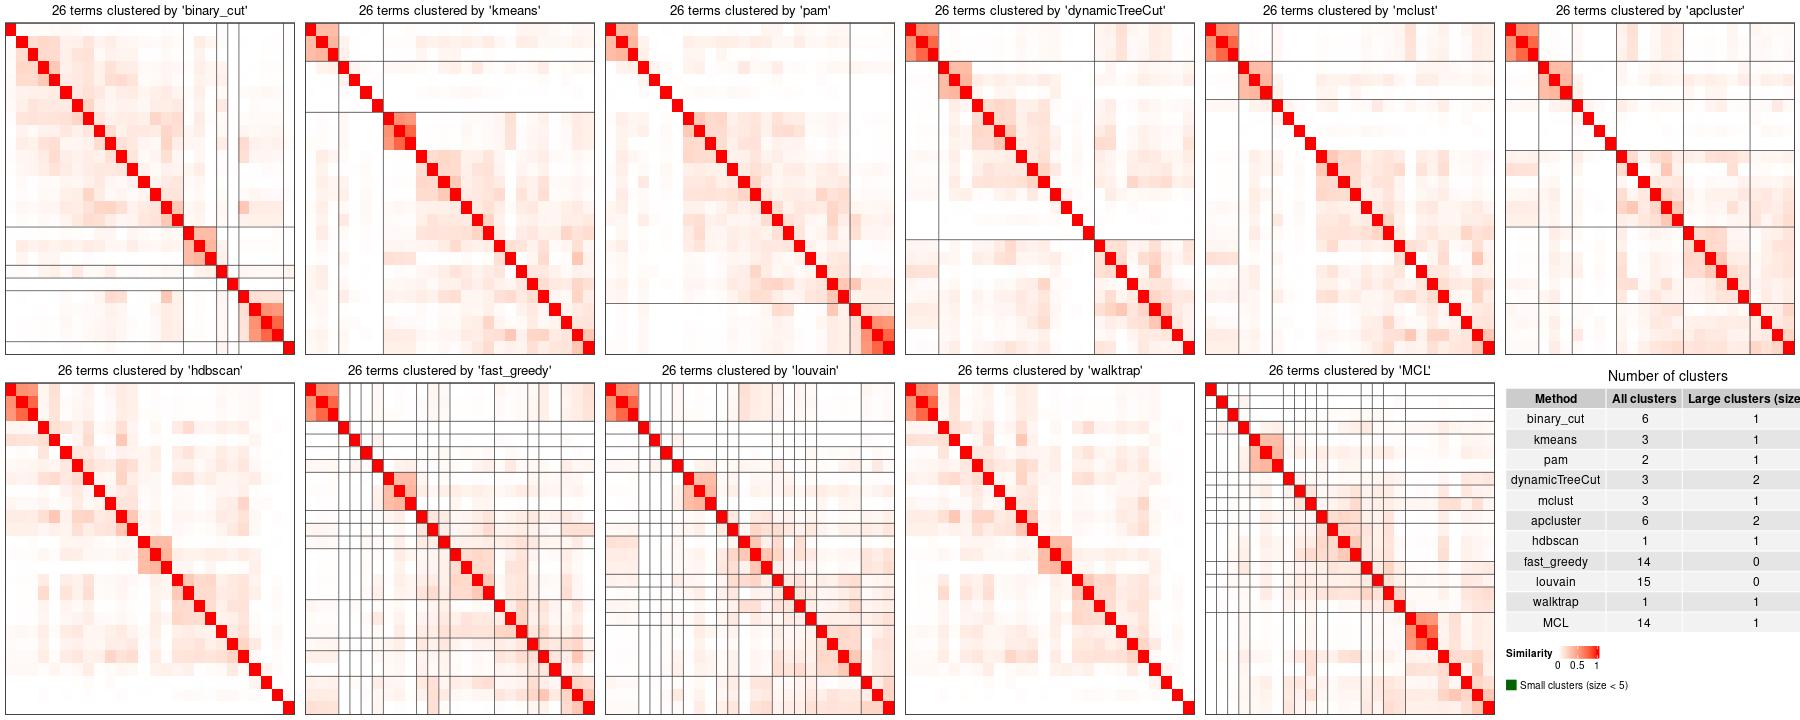 26 terms clustered by 'binary_cut'
26 terms clustered by 'kmeans'
26 terms clustered by 'pam'
26 terms clustered by 'dynamicTreeCut'
26 terms clustered by 'mclust'
26 terms clustered by 'apcluster'
26 terms clustered by 'hdbscan'
26 terms clustered by 'fast_greedy'
26 terms clustered by 'louvain'
26 terms clustered by 'walktrap'
26 terms clustered by 'MCL'
Number of clusters
Method All clusters Large clusters (size
binary_cut 6 1
kmeans 3 1
pam 2 1
dynamicTreeCut 3 2
mclust 3 1
apcluster 6 2
hdbscan 1 1
fast_greedy 14 0
louvain 15 0
walktrap 1 1
MCL 14 1
Similarity
0 0.5 1
Small clusters (size < 5)